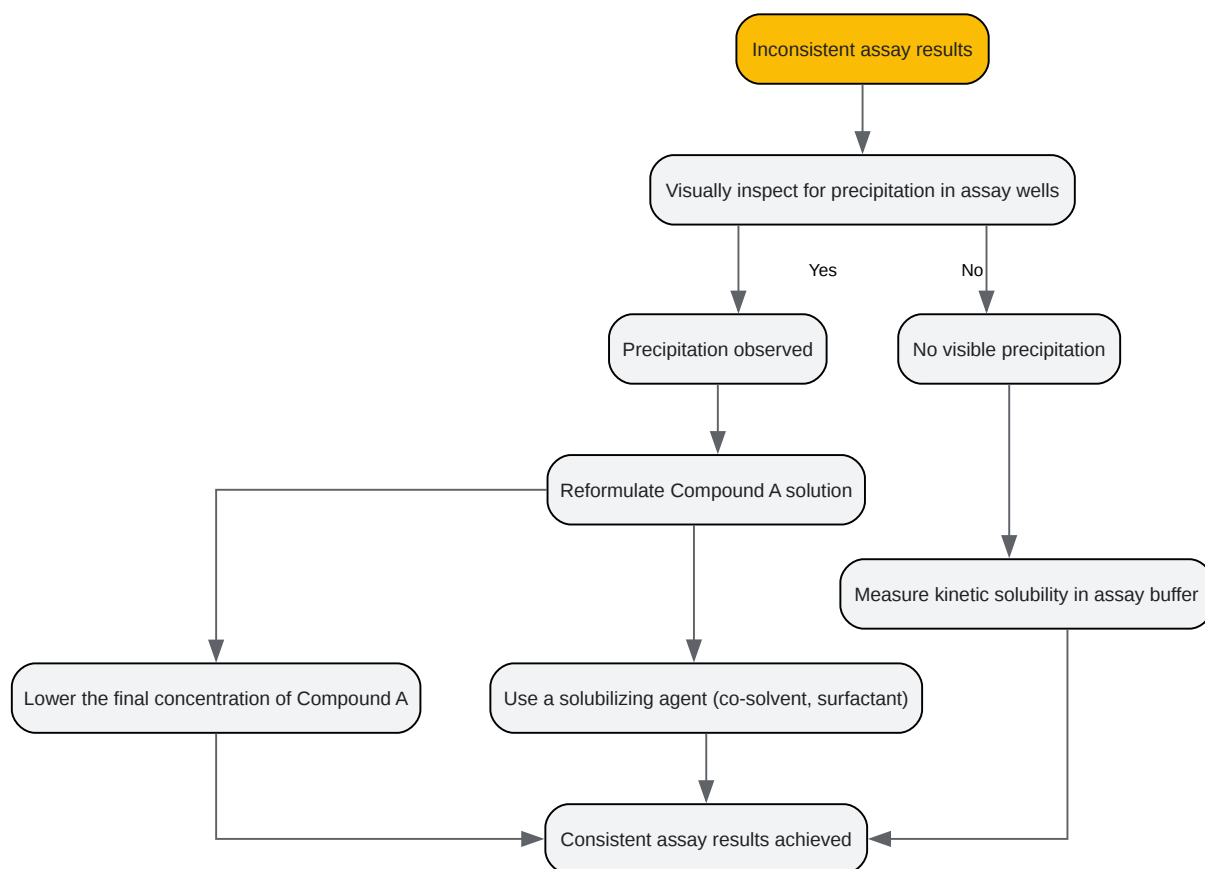 Inconsistent assay results
Visually inspect for precipitation in assay wells
Yes
No
Precipitation observed
No visible precipitation
Reformulate Compound A solution
Measure kinetic solubility in assay buffer
Lower the final concentration of Compound A
Use a solubilizing agent (co-solvent, surfactant)
Consistent assay results achieved